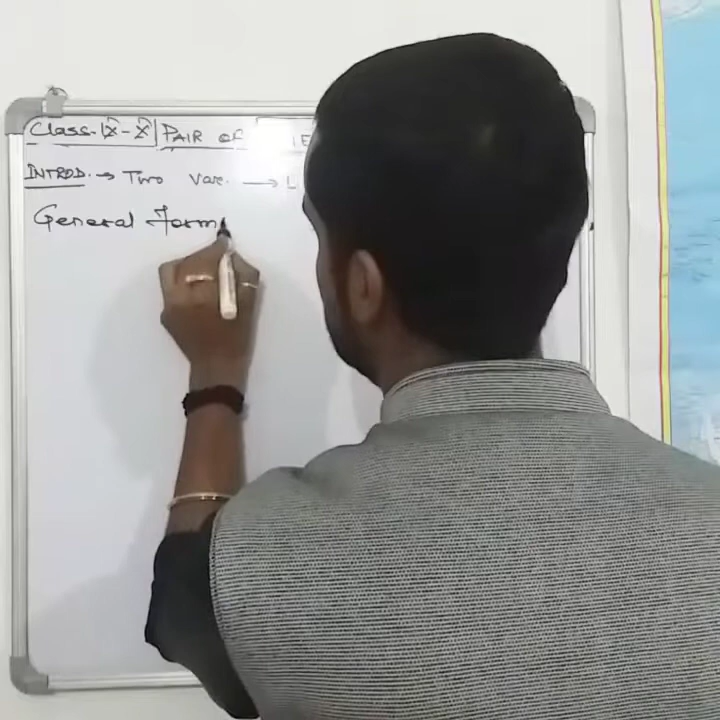 Class-IX-X PAIR OF
INTROD. → Two Var. → L
General Form